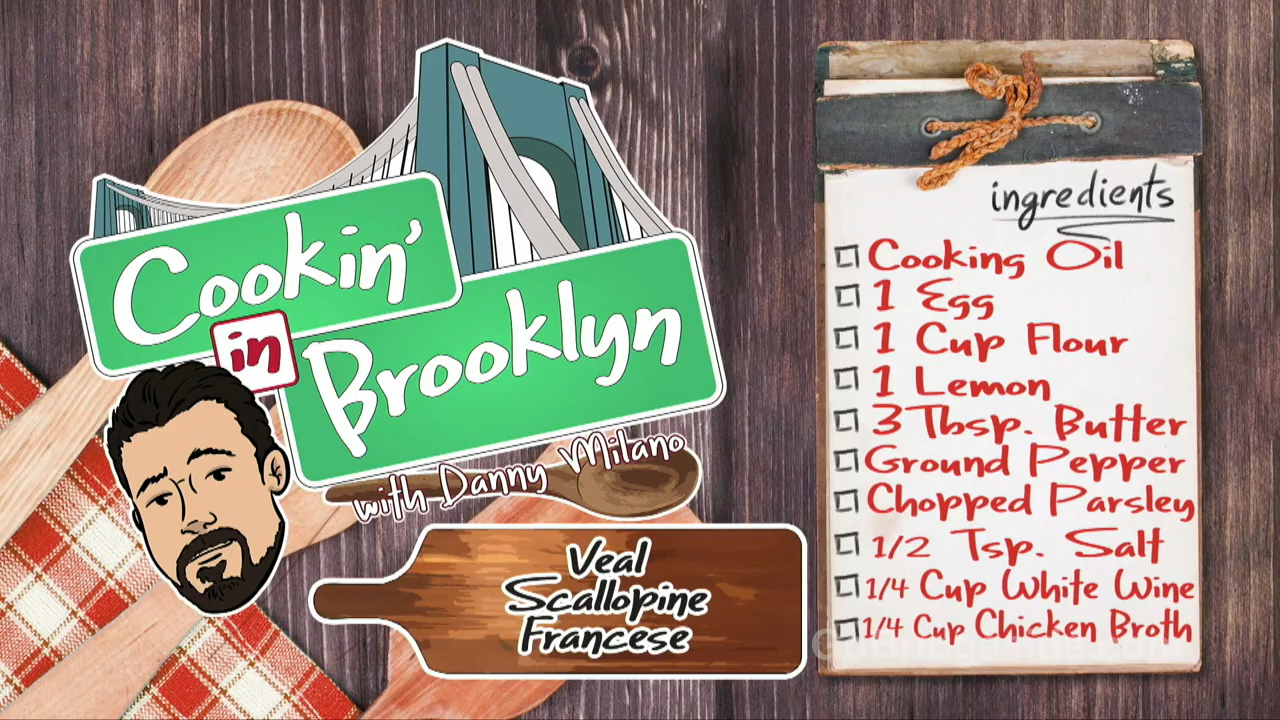 Cookin'
in
Brooklyn
with Danny Milano
Veal
Scallopine
Francese
ingredients
Cooking Oil
1 Egg
1 Cup Flour
1 Lemon
3 Tbsp. Butter
Ground Pepper
Chopped Parsley
1/2 Tsp. Salt
1/4 Cup White Wine
1/4 Cup Chicken Broth